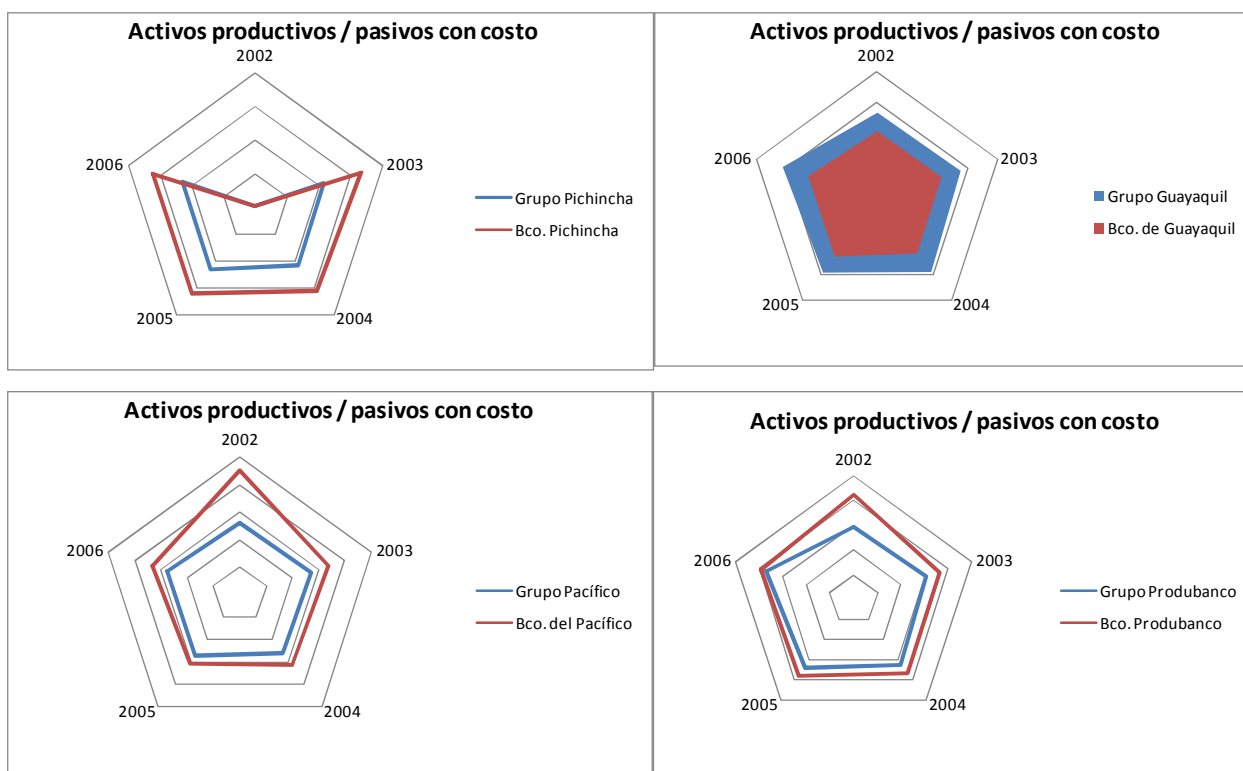 Activos productivos / pasivos con costo
2002
2003
2004
2005
2006
Grupo Pichincha
Bco. Pichincha
Activos productivos / pasivos con costo
2002
2003
2004
2005
2006
Grupo Guayaquil
Bco. de Guayaquil
Activos productivos / pasivos con costo
2002
2003
2004
2005
2006
Grupo Pacífico
Bco. del Pacífico
Activos productivos / pasivos con costo
2002
2003
2004
2005
2006
Grupo Produbanco
Bco. Produbanco